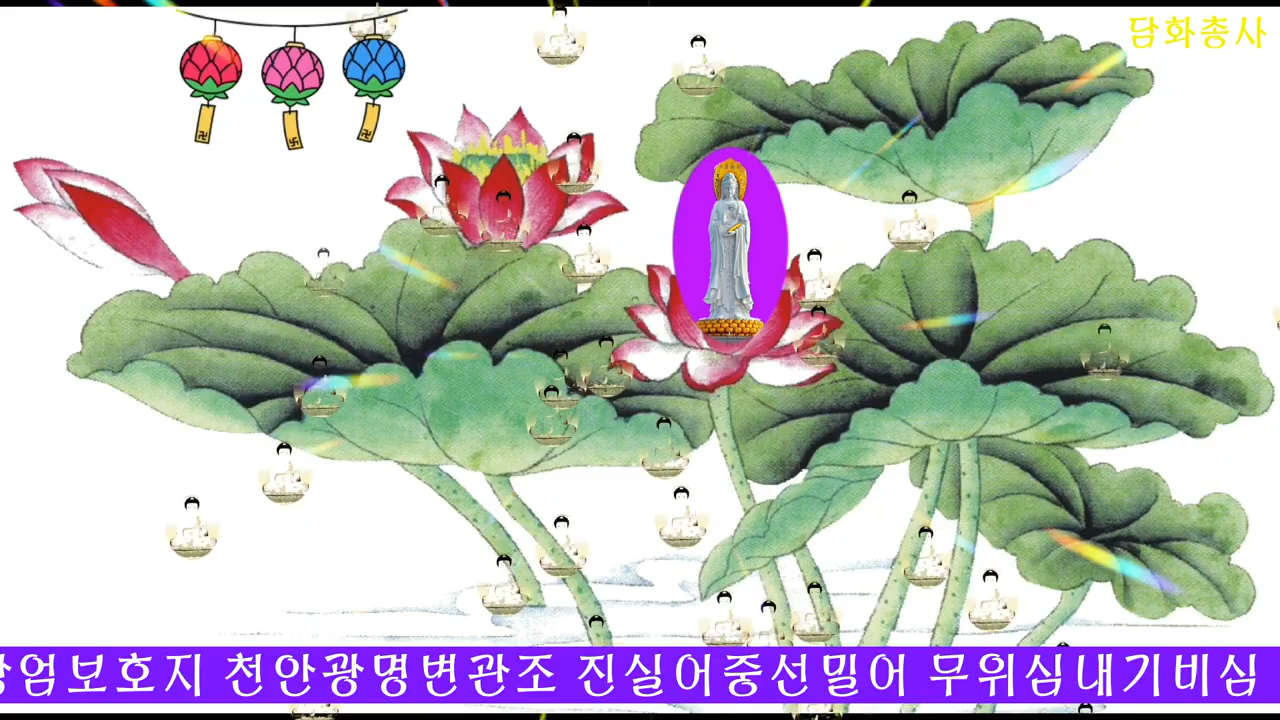 담화총사
장엄보호지 천안광명변관조 진실어중선밀어 무위심내기비심